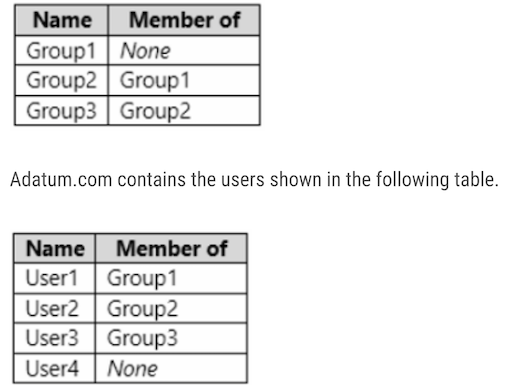 Name Member of
Group1 None
Group2 Group1
Group3 Group2
Adatum.com contains the users shown in the following table.
Name Member of
User1 Group1
User2 Group2
User3 Group3
User4 None